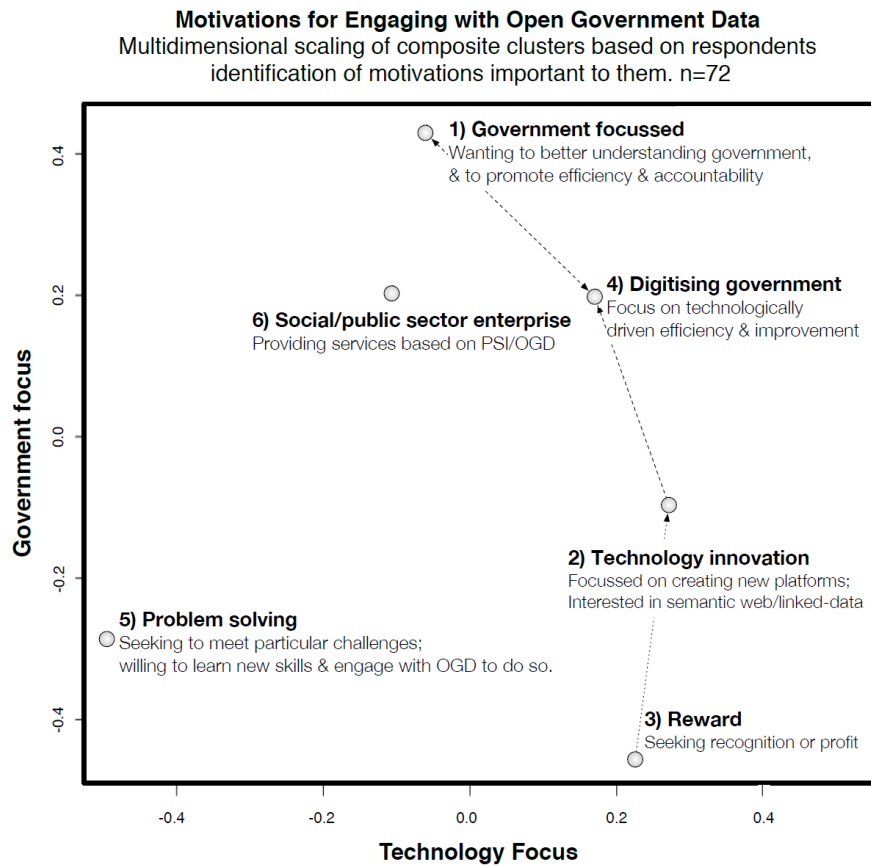 Motivations for Engaging with Open Government Data
Multidimensional scaling of composite clusters based on respondents
identification of motivations important to them. n=72
1) Government focussed
Wanting to better understanding government,
& to promote efficiency & accountability
4) Digitising government
Focus on technologically
driven efficiency & improvement
6) Social/public sector enterprise
Providing services based on PSI/OGD
2) Technology innovation
Focussed on creating new platforms;
Interested in semantic web/linked-data
5) Problem solving
Seeking to meet particular challenges;
willing to learn new skills & engage with OGD to do so.
3) Reward
Seeking recognition or profit
Government focus
0.4
0.2
0.0
-0.2
-0.4
-0.4
-0.2
0.0
0.2
0.4
Technology Focus